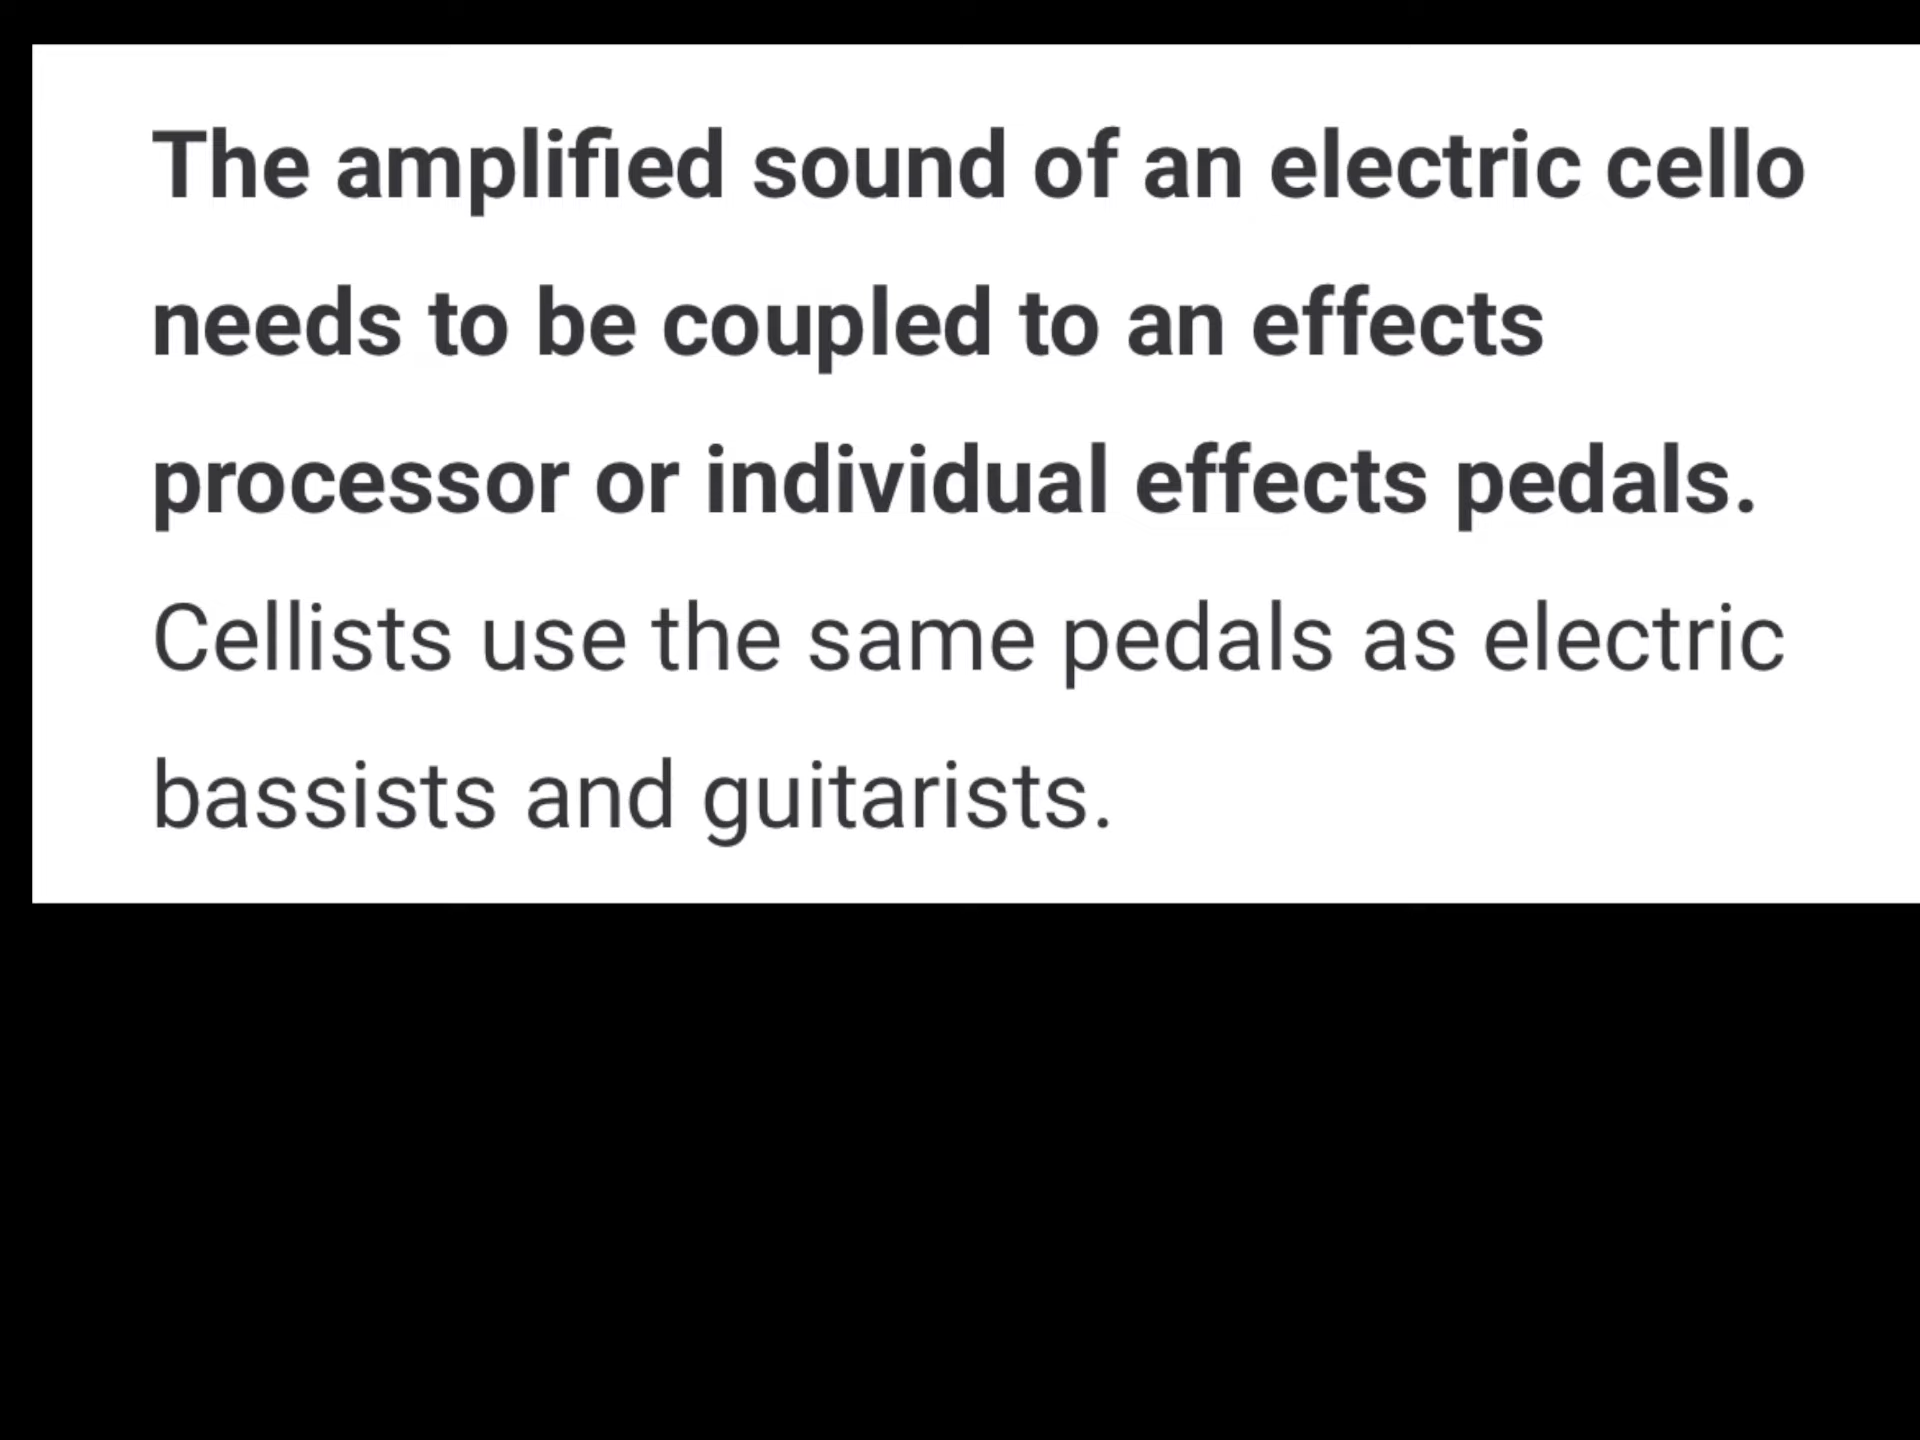 The amplified sound of an electric cello
needs to be coupled to an effects
processor or individual effects pedals.
Cellists use the same pedals as electric
bassists and guitarists.